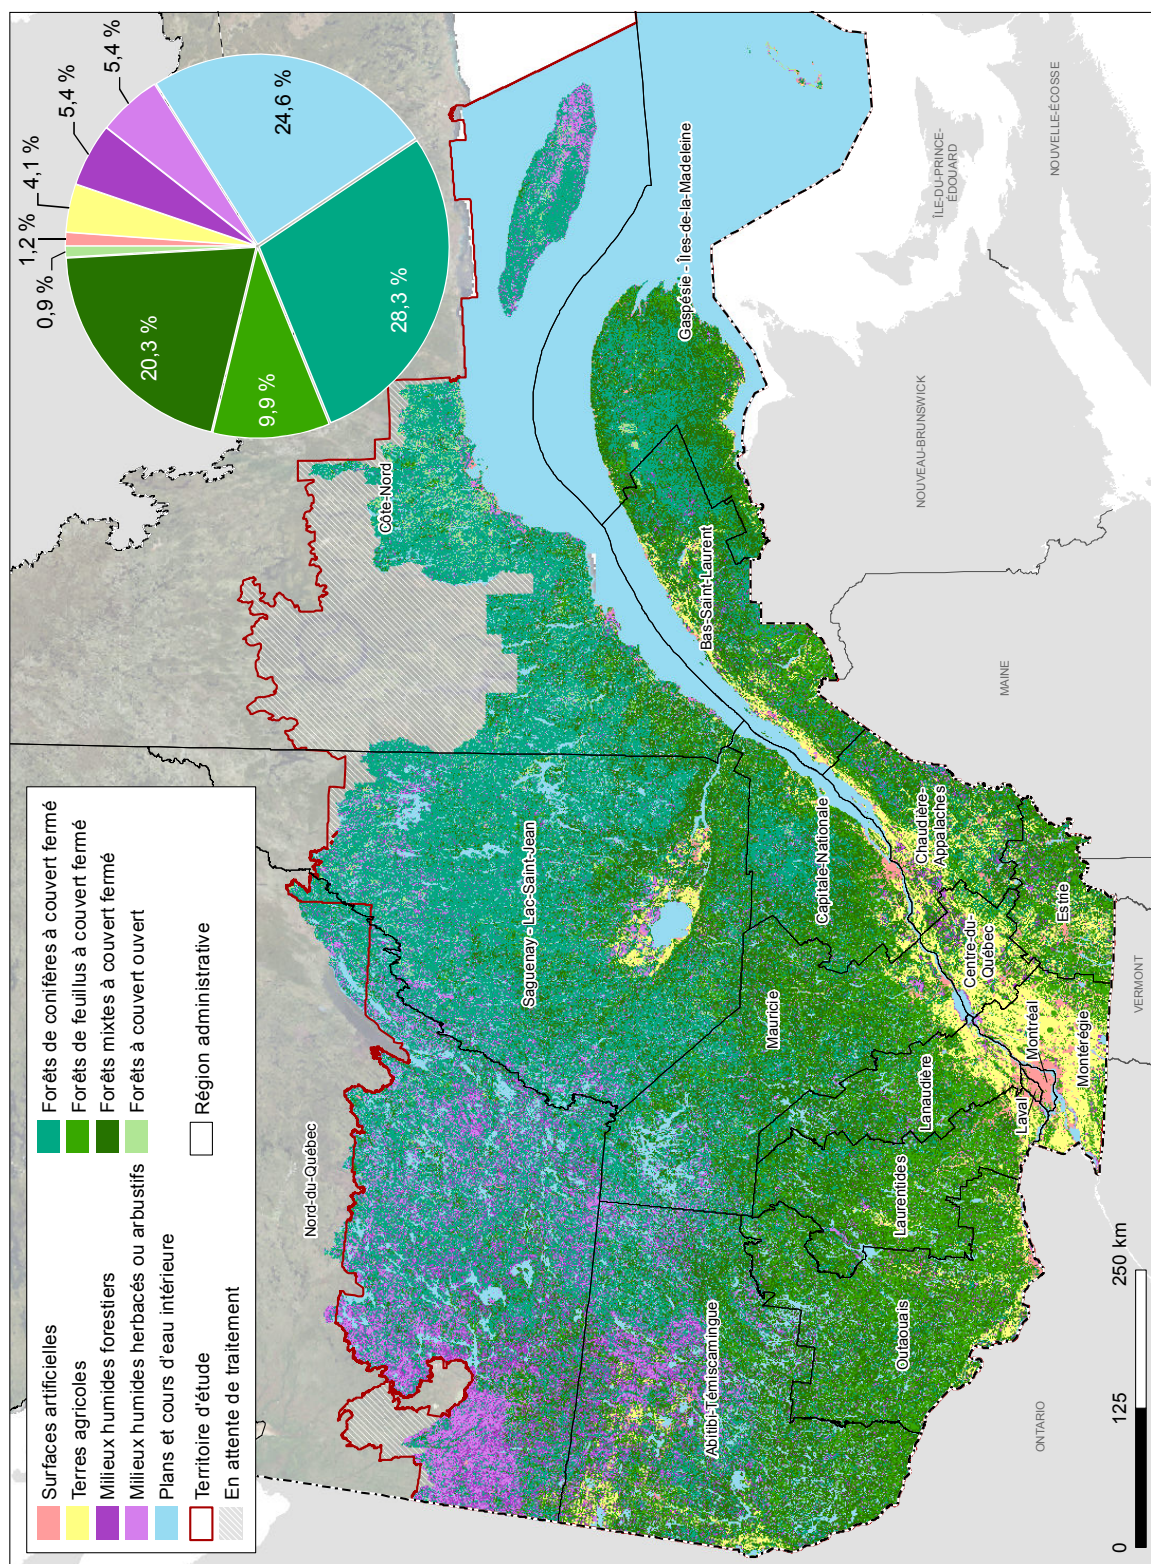 Surfaces artificielles
Terres agricoles
Milieux humides forestiers
Milieux humides herbacés ou arbustifs
Plans et cours d'eau intérieure
Forêts de conifères à couvert fermé
Forêts de feuillus à couvert fermé
Forêts mixtes à couvert fermé
Forêts à couvert ouvert
Territoire d'étude
En attente de traitement
Région administrative
0,9 %
1,2 %
4,1 %
5,4 %
5,4 %
24,6 %
28,3 %
9,9 %
20,3 %
Nord-du-Québec
Côte-Nord
Saguenay - Lac-Saint-Jean
Gaspésie - Îles-de-la-Madeleine
Bas-Saint-Laurent
Abitibi-Témiscamingue
Mauricie
Capitale-Nationale
Chaudière-
Appalaches
Outaouais
Laurentides
Lanaudière
Centre-du-
Québec
Estrie
Laval
Montréal
Montérégie
ÎLE-DU-PRINCE-
ÉDOUARD
NOUVELLE-ÉCOSSE
NOUVEAU-BRUNSWICK
MAINE
VERMONT
ONTARIO
0
125
250 km